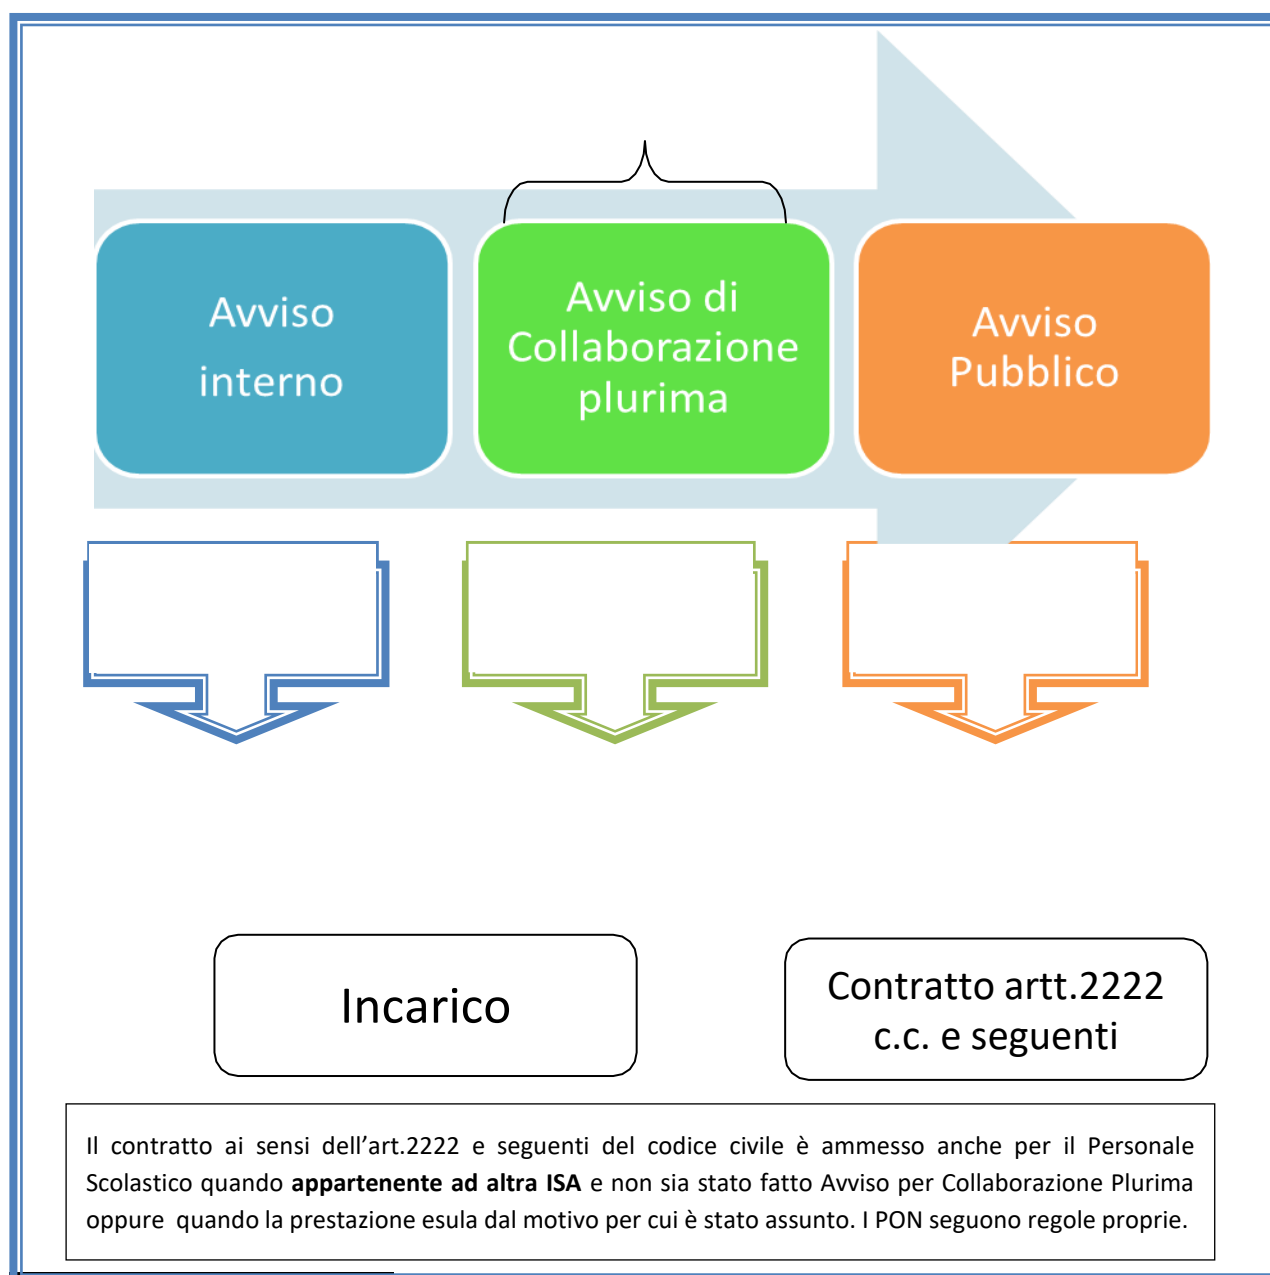 Avviso
interno
Avviso di
Collaborazione
plurima
Avviso
Pubblico
Incarico
Contratto artt.2222
c.c. e seguenti
Il contratto ai sensi dell’art.2222 e seguenti del codice civile è ammesso anche per il Personale
Scolastico quando appartenente ad altra ISA e non sia stato fatto Avviso per Collaborazione Plurima
oppure quando la prestazione esula dal motivo per cui è stato assunto. I PON seguono regole proprie.